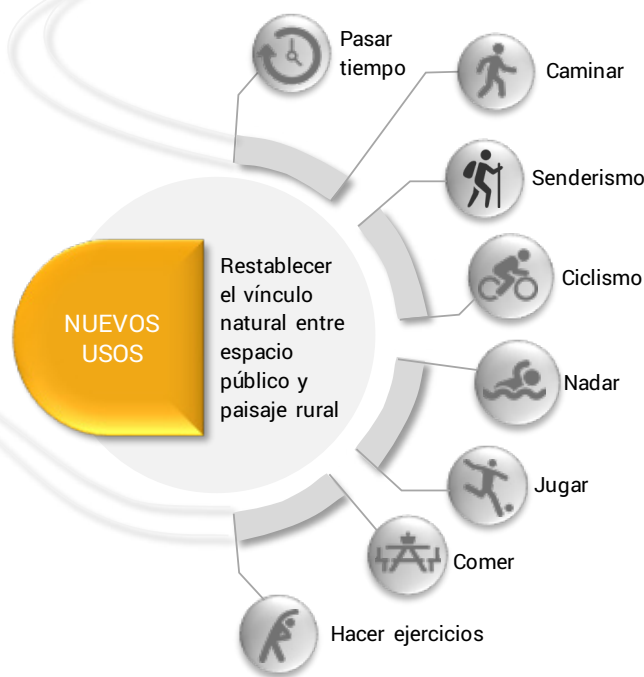 Pasar
tiempo
Caminar
Senderismo
Ciclismo
Nadar
Jugar
Comer
Hacer ejercicios
NUEVOS
USOS
Restablecer
el vínculo
natural entre
espacio
público y
paisaje rural